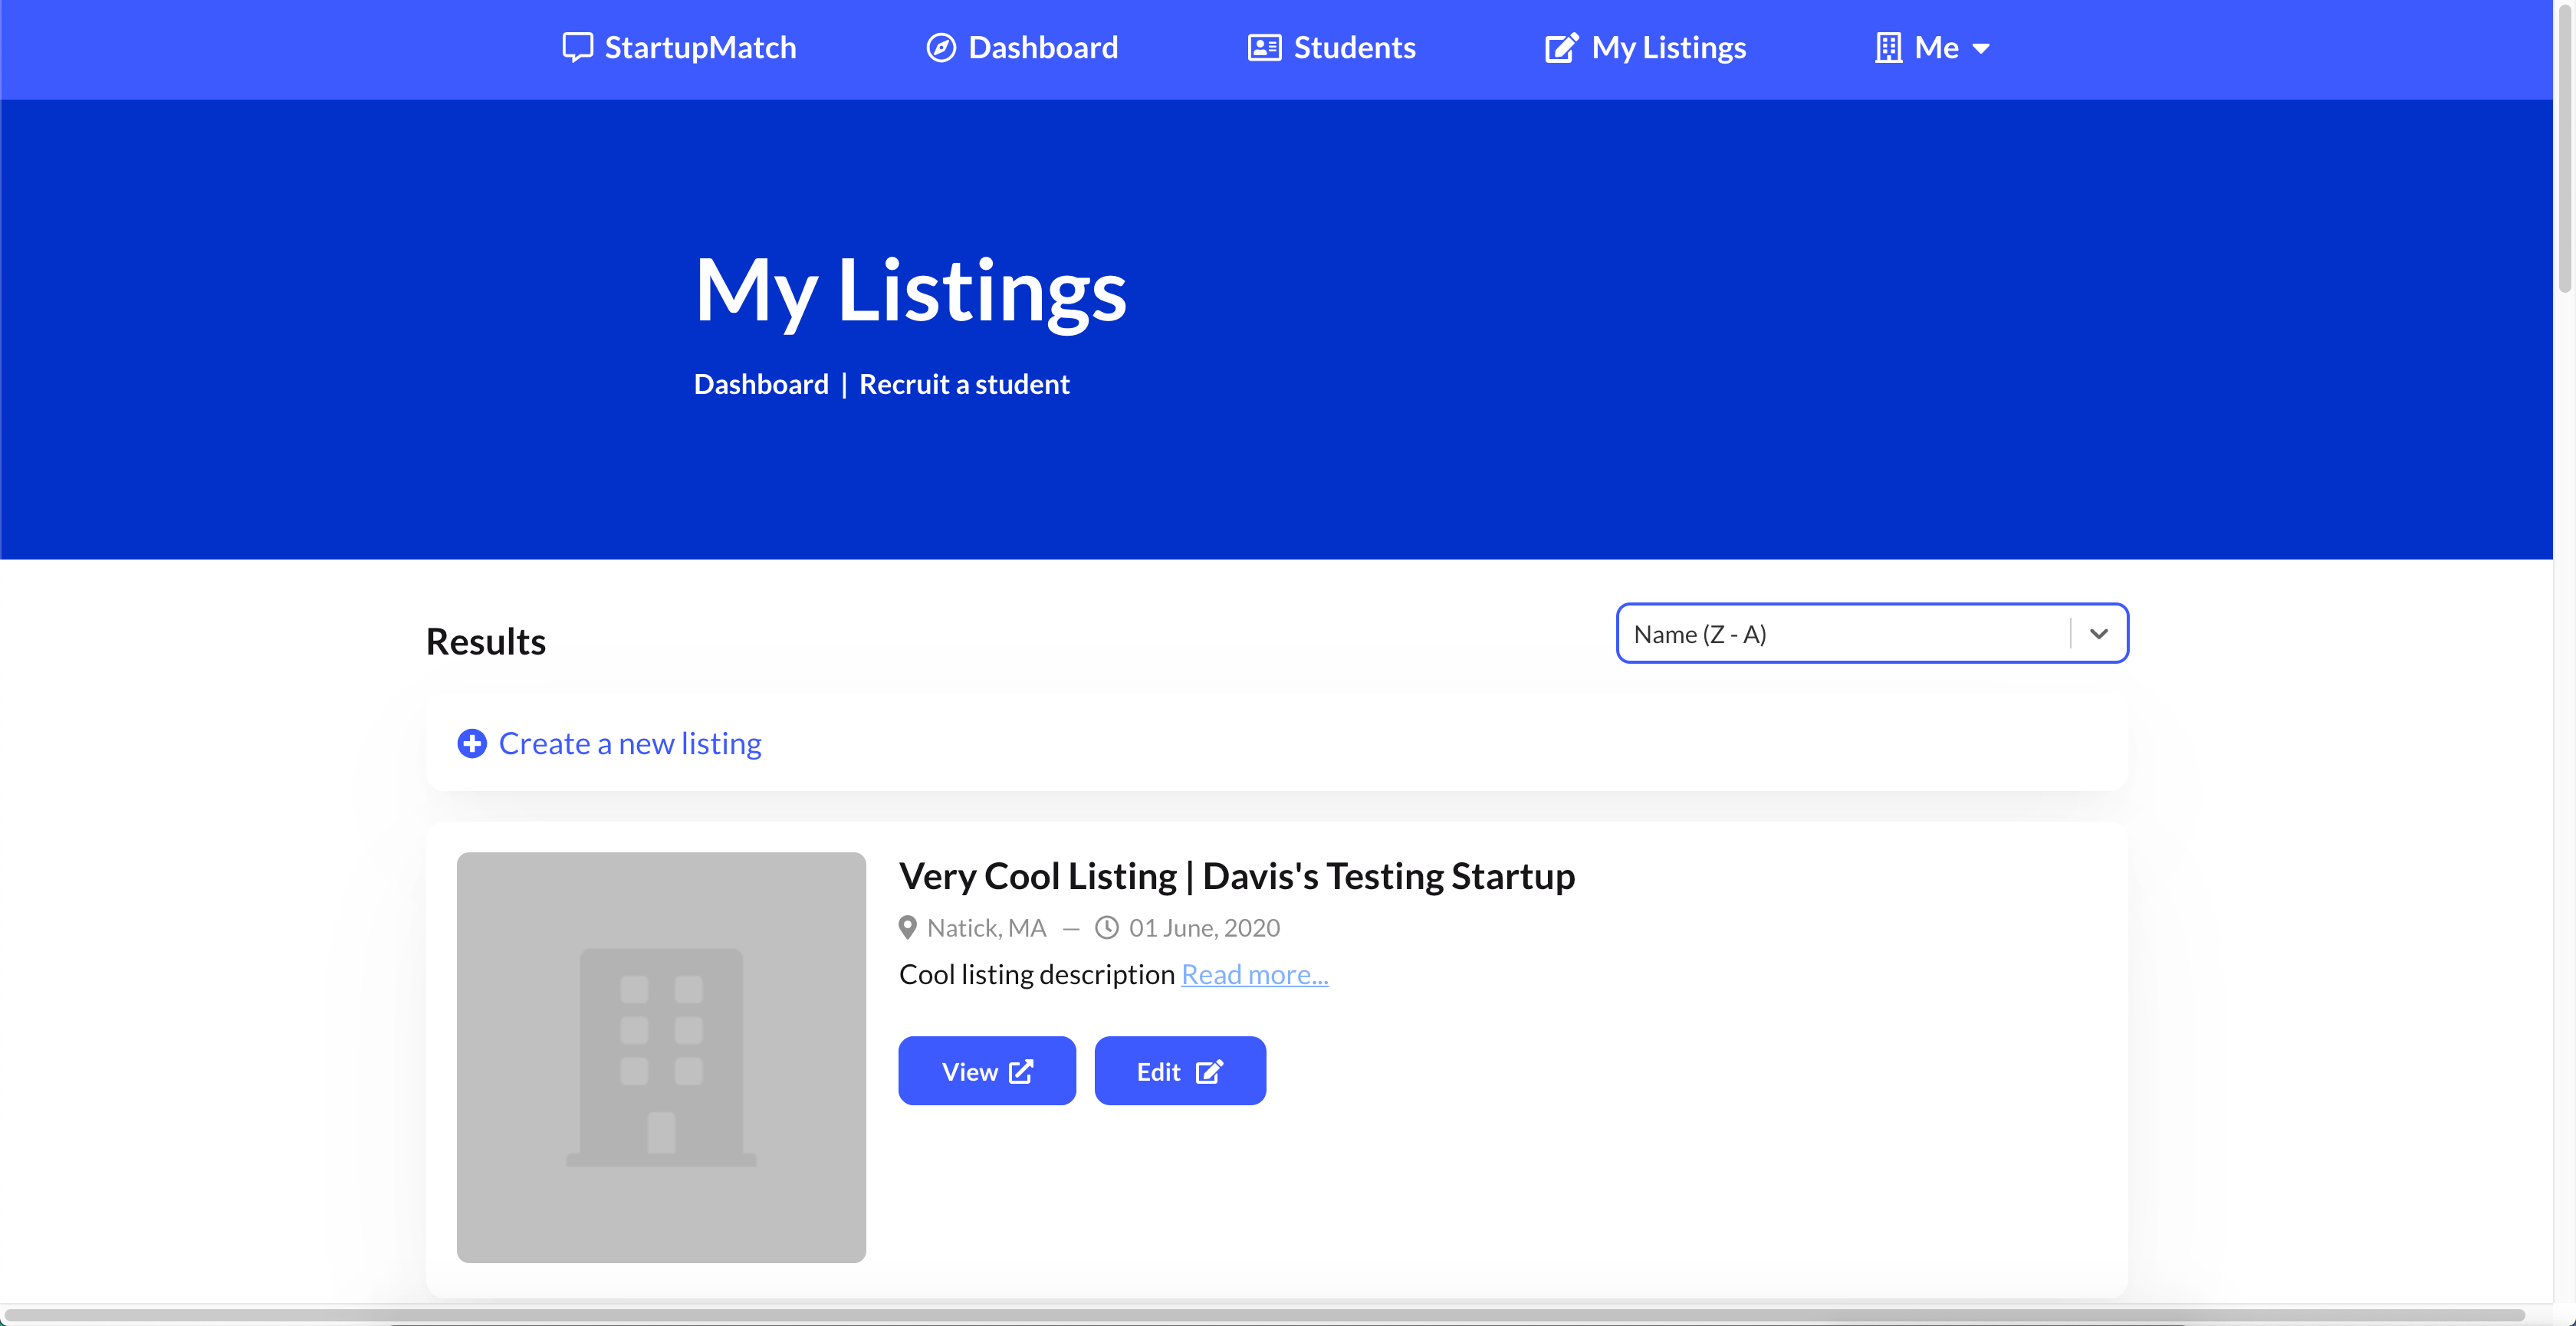 StartupMatch Dashboard Students My Listings Me
My Listings
Dashboard | Recruit a student
Results
Name (Z - A)
Create a new listing
Very Cool Listing | Davis's Testing Startup
Natick, MA — 01 June, 2020
Cool listing description Read more...
View Edit